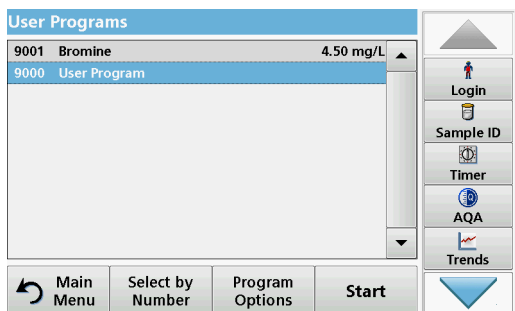 User Programs
9001 Bromine 4.50 mg/L
9000 User Program
Login
Sample ID
Timer
AQA
Trends
Main Menu
Select by Number
Program Options
Start